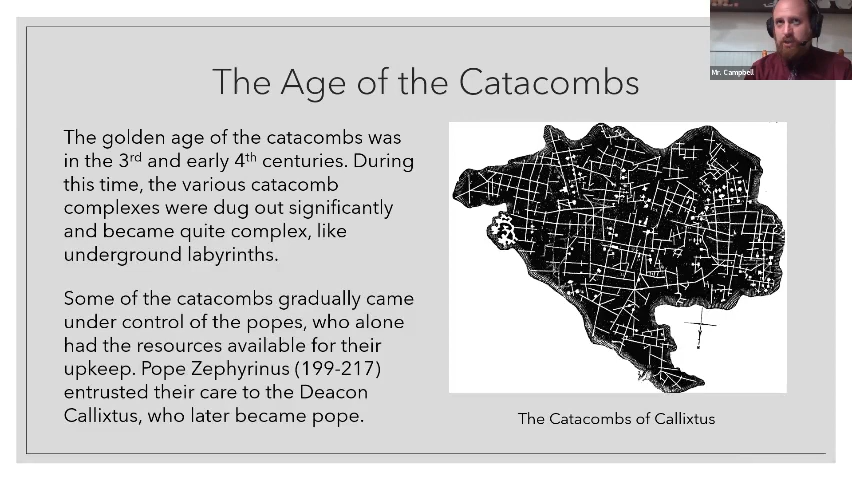 Mr. Campbell
The Age of the Catacombs
The golden age of the catacombs was
in the 3rd and early 4th centuries. During
this time, the various catacomb
complexes were dug out significantly
and became quite complex, like
underground labyrinths.
Some of the catacombs gradually came
under control of the popes, who alone
had the resources available for their
upkeep. Pope Zephyrinus (199-217)
entrusted their care to the Deacon
Callixtus, who later became pope.
The Catacombs of Callixtus